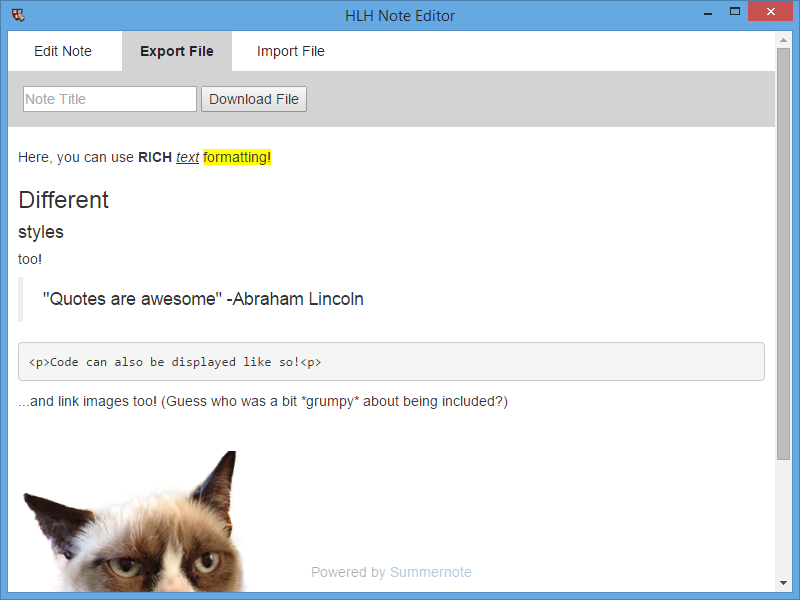 HLH Note Editor
Edit Note Export File Import File
Note Title Download File
Here, you can use RICH text formatting!
Different
styles
too!
"Quotes are awesome" -Abraham Lincoln
<p>Code can also be displayed like so!<p>
...and link images too! (Guess who was a bit *grumpy* about being included?)
Powered by Summernote